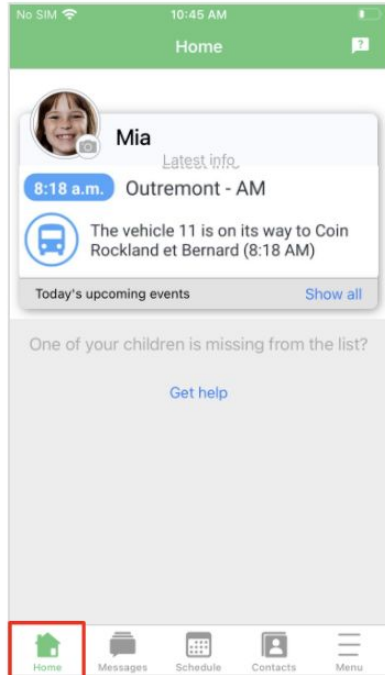 No SIM 10:45 AM
Home
?
Mia
Latest info
8:18 a.m. Outremont - AM
The vehicle 11 is on its way to Coin
Rockland et Bernard (8:18 AM)
Today's upcoming events Show all
One of your children is missing from the list?
Get help
Home Messages Schedule Contacts Menu